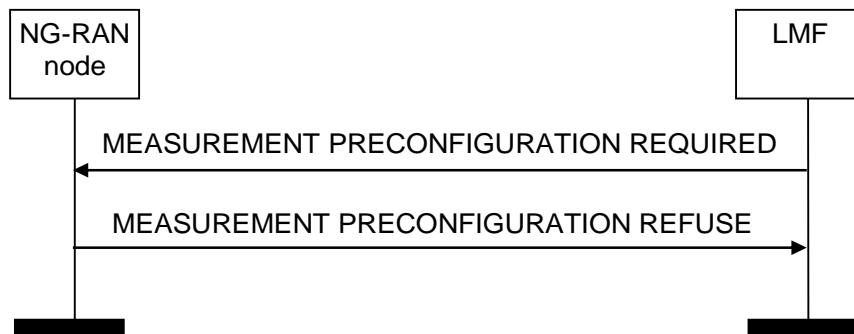 NG-RAN
node
LMF
MEASUREMENT PRECONFIGURATION REQUIRED
MEASUREMENT PRECONFIGURATION REFUSE